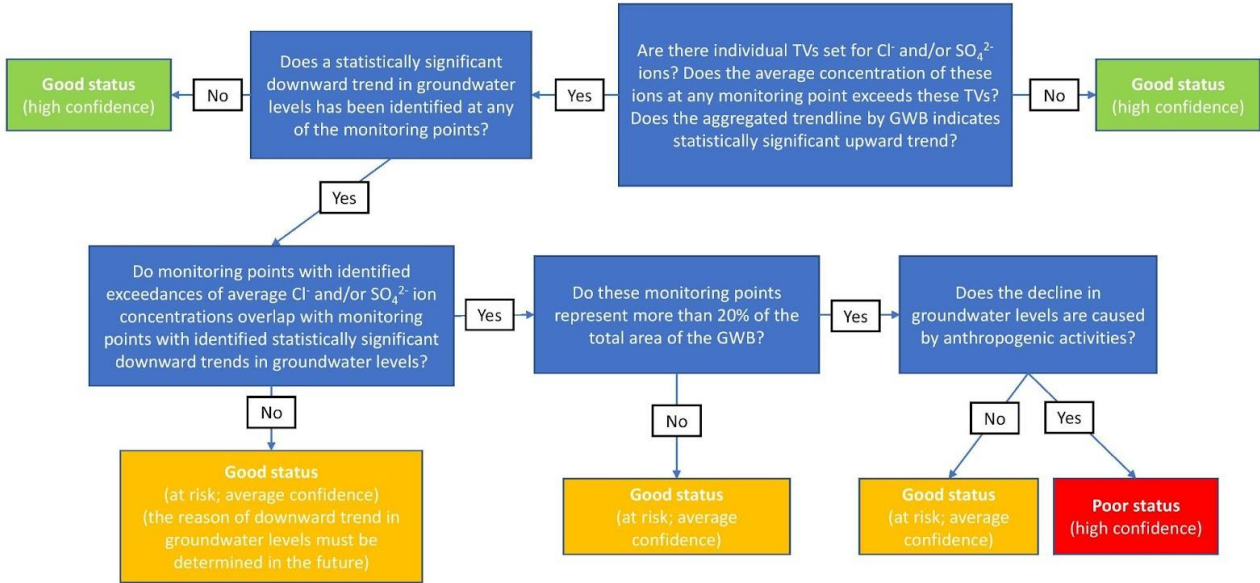 Are there individual TVs set for Cl⁻ and/or SO₄²⁻
ions? Does the average concentration of these
ions at any monitoring point exceeds these TVs?
Does the aggregated trendline by GWB indicates
statistically significant upward trend?
No
Good status
(high confidence)
Yes
Does a statistically significant
downward trend in groundwater
levels has been identified at any
of the monitoring points?
No
Good status
(high confidence)
Yes
Do monitoring points with identified
exceedances of average Cl⁻ and/or SO₄²⁻ ion
concentrations overlap with monitoring
points with identified statistically significant
downward trends in groundwater levels?
No
Good status
(at risk; average confidence)
(the reason of downward trend in
groundwater levels must be
determined in the future)
Yes
Do these monitoring points
represent more than 20% of the
total area of the GWB?
No
Good status
(at risk; average
confidence)
Yes
Does the decline in
groundwater levels are caused
by anthropogenic activities?
No
Good status
(at risk; average
confidence)
Yes
Poor status
(high confidence)